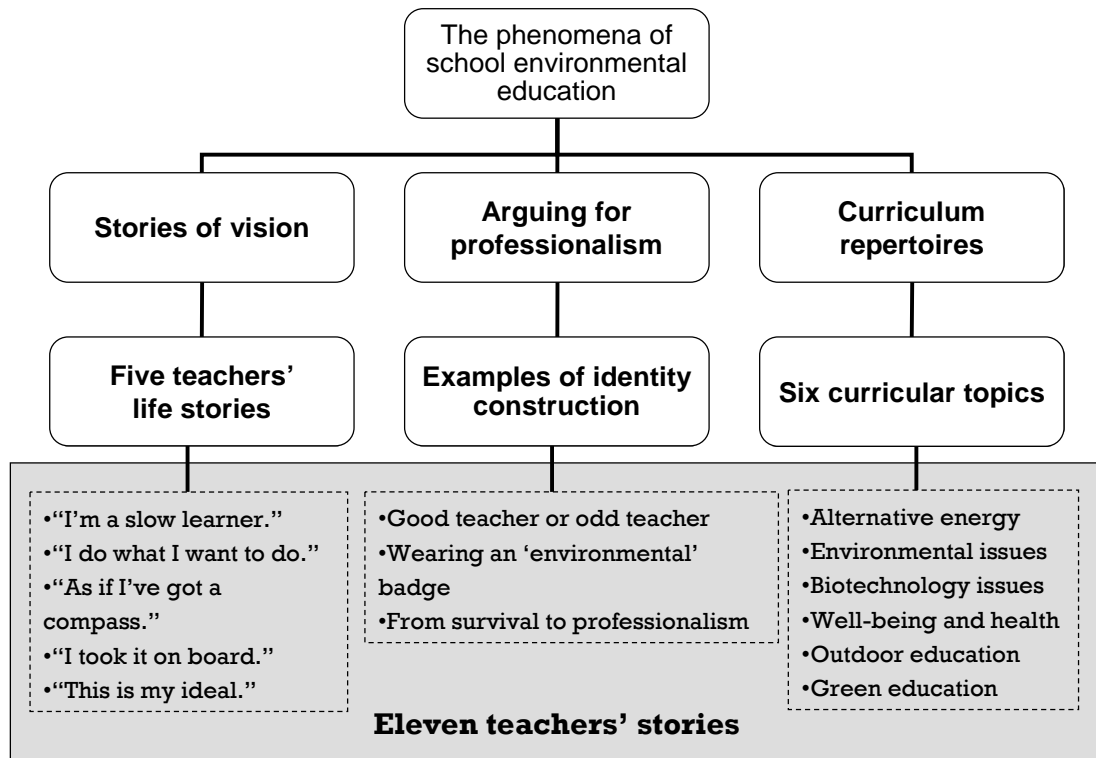 The phenomena of
school environmental
education
Stories of vision
Arguing for
professionalism
Curriculum
repertoires
Five teachers’
life stories
Examples of identity
construction
Six curricular topics
•“I’m a slow learner.”
•“I do what I want to do.”
•“As if I’ve got a
compass.”
•“I took it on board.”
•“This is my ideal.”
•Good teacher or odd teacher
•Wearing an ‘environmental’
badge
•From survival to professionalism
•Alternative energy
•Environmental issues
•Biotechnology issues
•Well-being and health
•Outdoor education
•Green education
Eleven teachers’ stories